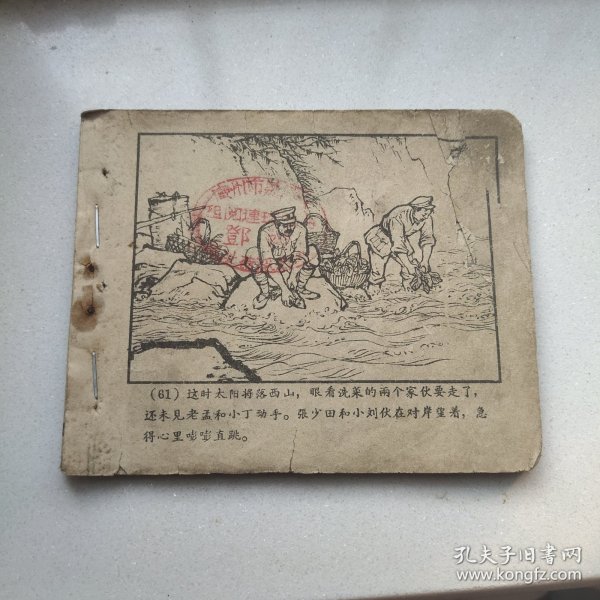 (61) 这时太阳将落西山，眼看洗菜的两个家伙要走了，
还未见老孟和小丁动手。张少田和小刘伏在对岸望着，急
得心里嘭嘭直跳。
鄧
孔夫子旧书网
www.kongfz.com